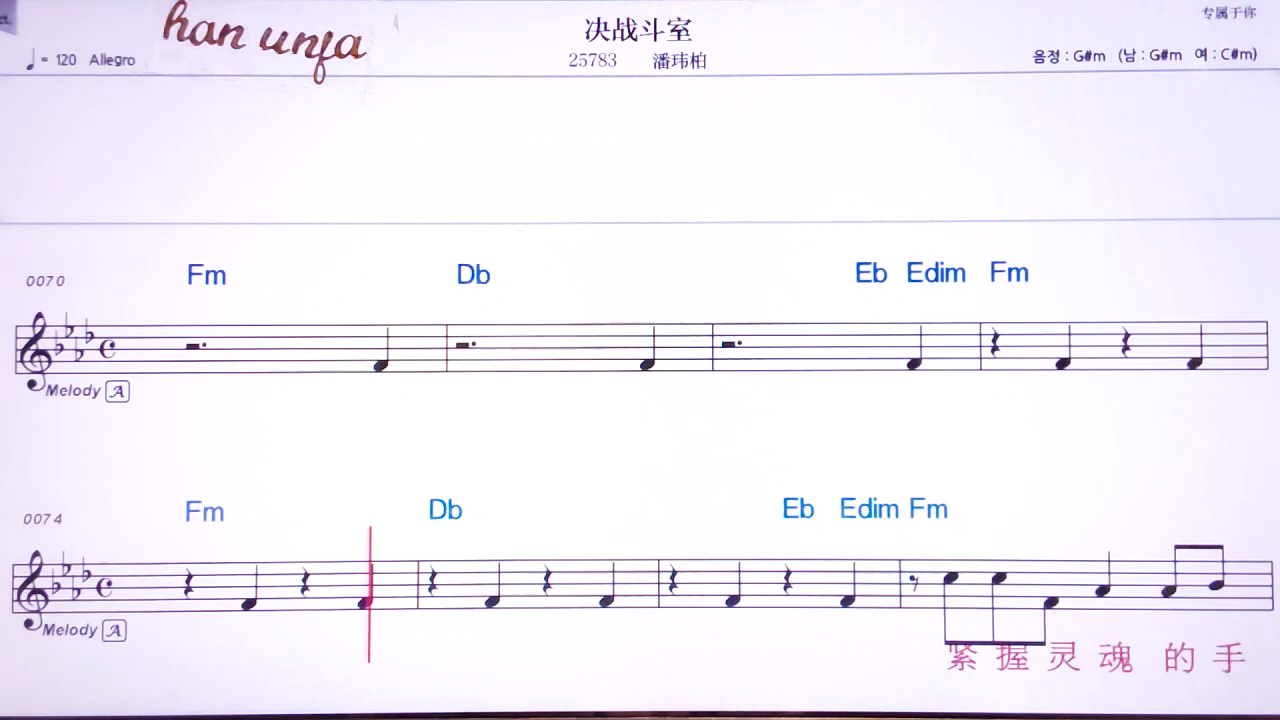 han unfa
决战斗室
专属于你
♩= 120 Allegro
25783 潘玮柏
음정 : G#m (남 : G#m 여 : C#m)
0070 Fm Db Eb Edim Fm
Melody A
0074 Fm Db Eb Edim Fm
Melody A
紧 握 灵 魂 的 手